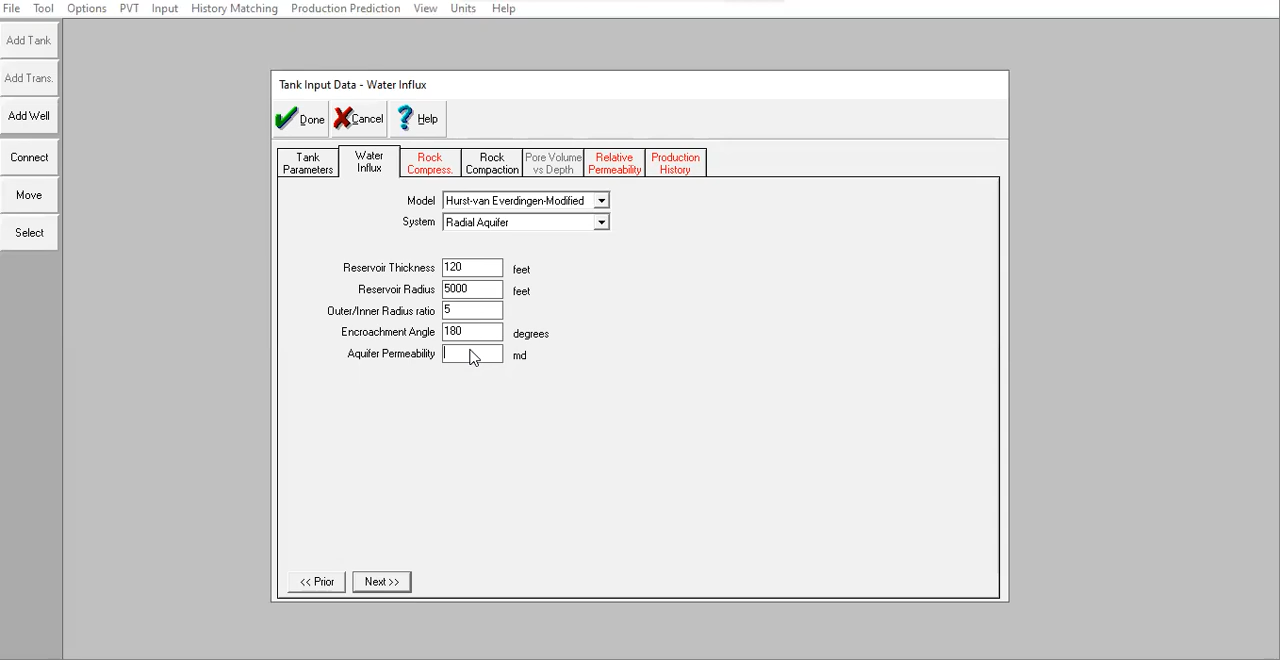 File Tool Options PVT Input History Matching Production Prediction View Units Help
Add Tank
Add Trans.
Add Well
Connect
Move
Select
Tank Input Data - Water Influx
Done Cancel Help
Tank Parameters
Water Influx
Rock Compress.
Rock Compaction
Pore Volume vs Depth
Relative Permeability
Production History
Model Hurst-van Everdingen-Modified
System Radial Aquifer
Reservoir Thickness 120 feet
Reservoir Radius 5000 feet
Outer/Inner Radius ratio 5
Encroachment Angle 180 degrees
Aquifer Permeability md
<< Prior Next >>